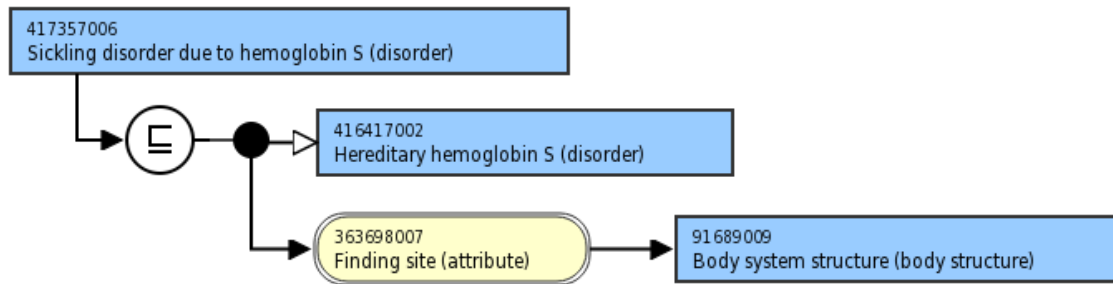 417357006
Sickling disorder due to hemoglobin S (disorder)
⊑
416417002
Hereditary hemoglobin S (disorder)
363698007
Finding site (attribute)
91689009
Body system structure (body structure)